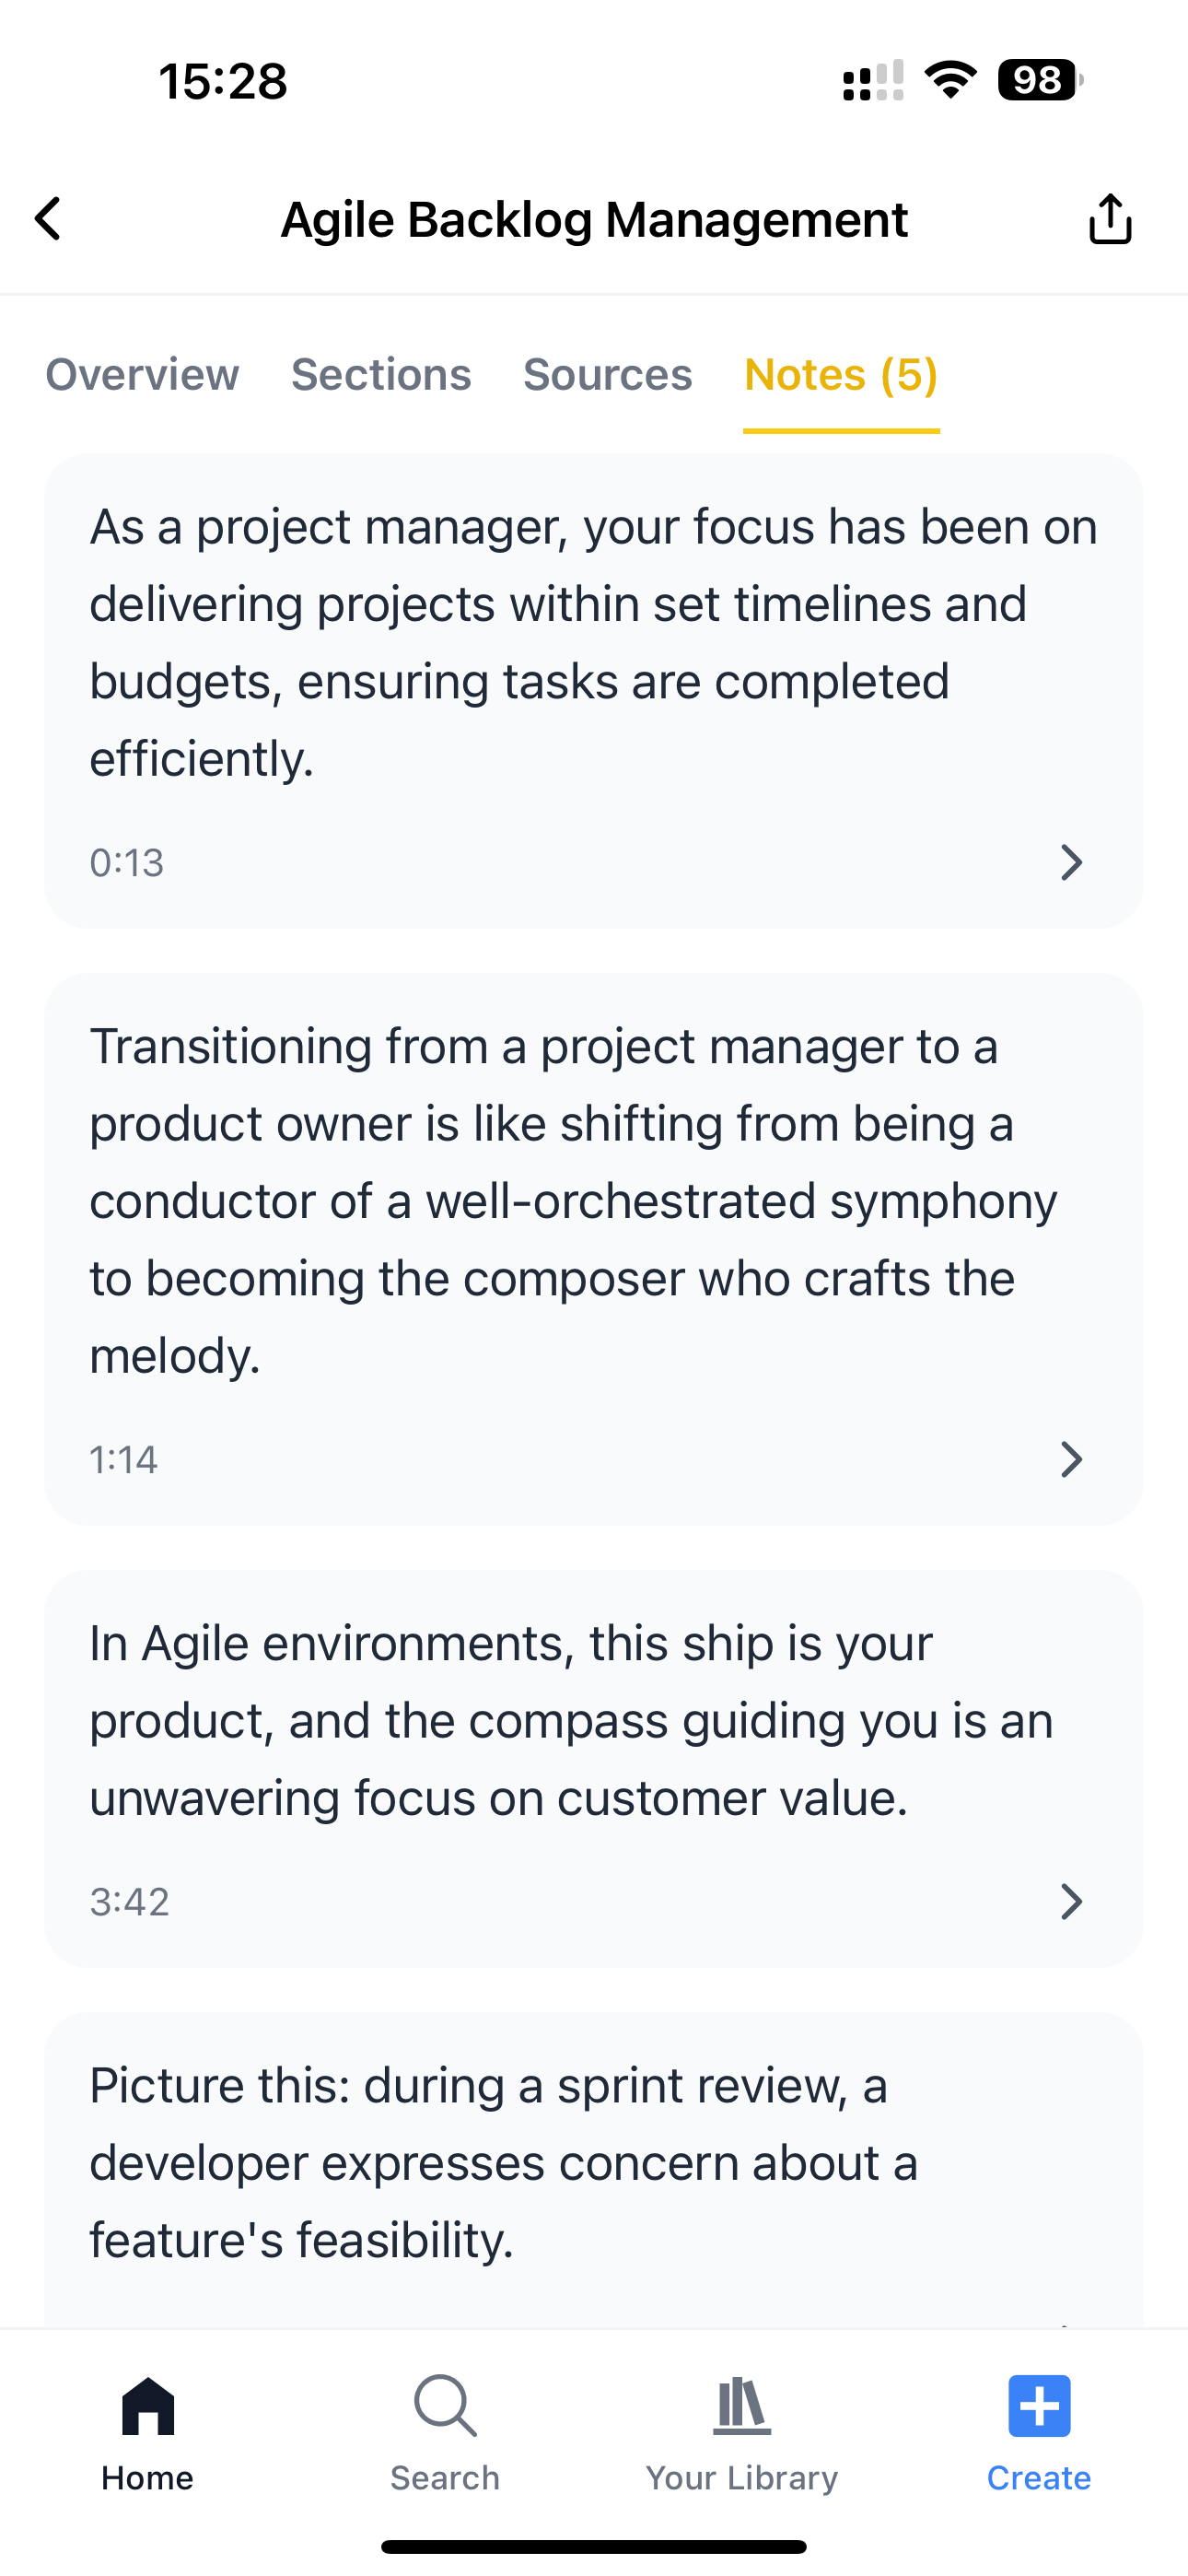 15:28
98
Agile Backlog Management
Overview Sections Sources Notes (5)
As a project manager, your focus has been on
delivering projects within set timelines and
budgets, ensuring tasks are completed
efficiently.
0:13
Transitioning from a project manager to a
product owner is like shifting from being a
conductor of a well-orchestrated symphony
to becoming the composer who crafts the
melody.
1:14
In Agile environments, this ship is your
product, and the compass guiding you is an
unwavering focus on customer value.
3:42
Picture this: during a sprint review, a
developer expresses concern about a
feature's feasibility.
Home Search Your Library Create